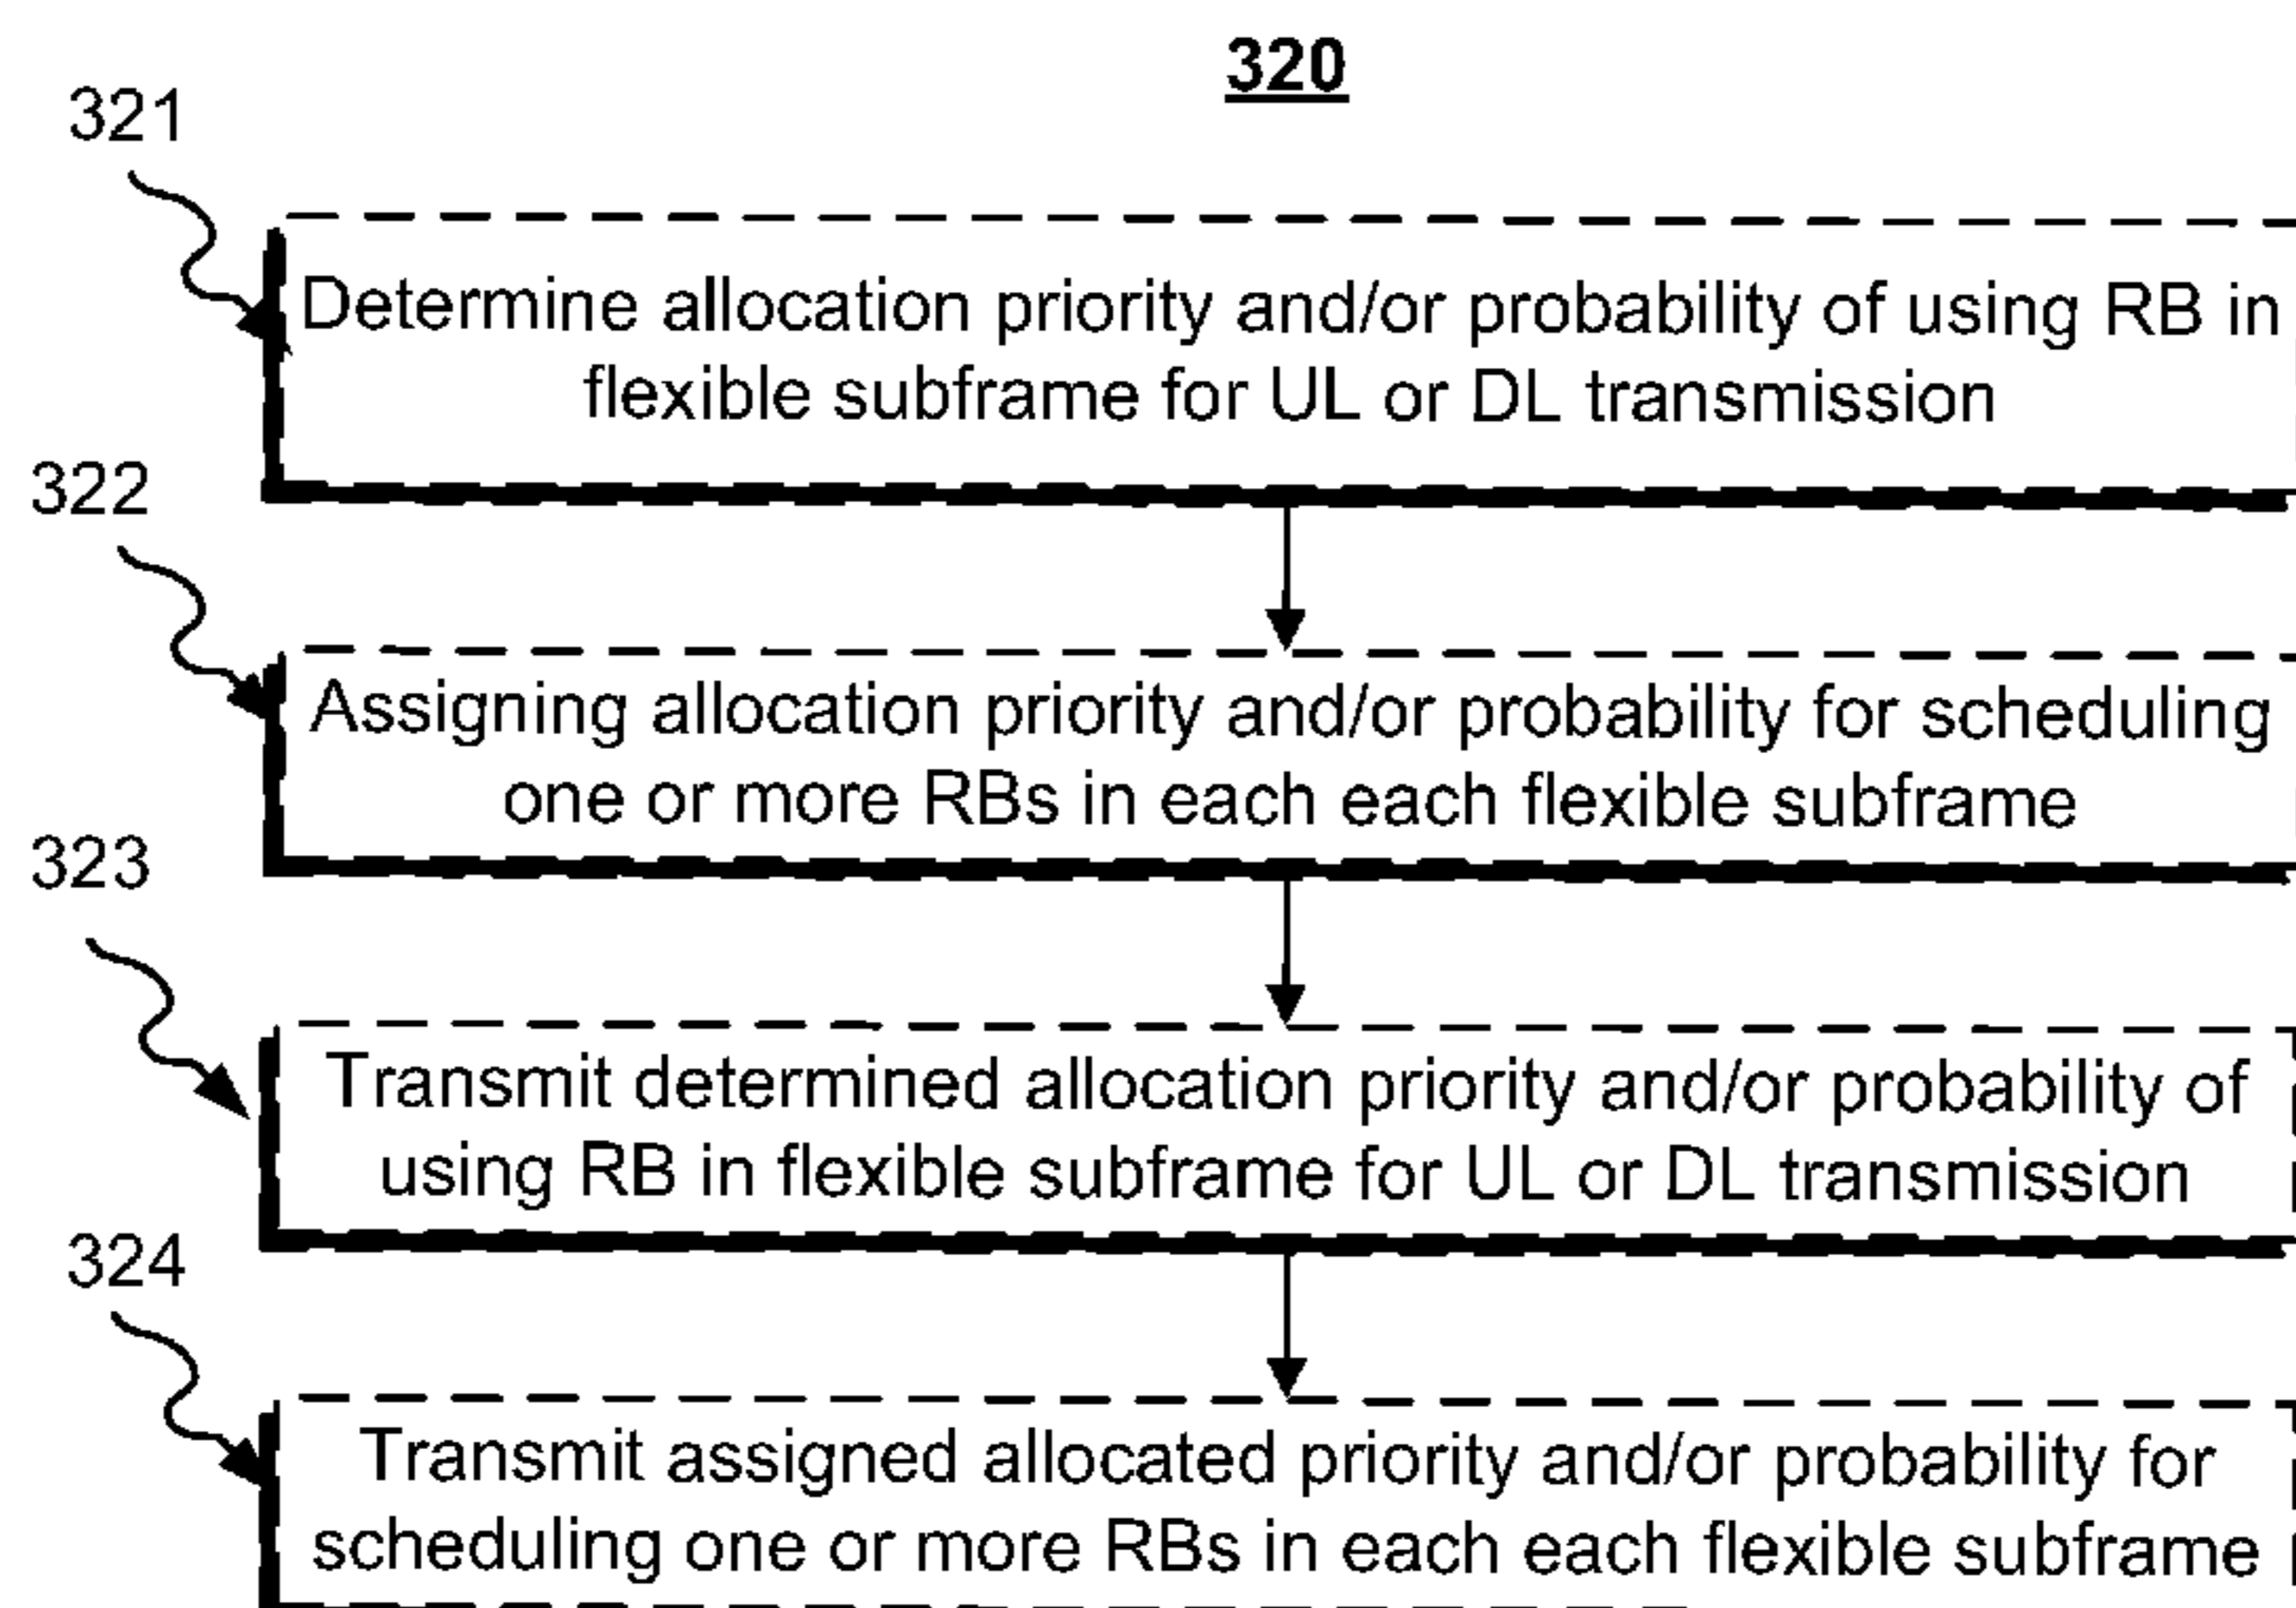 320
321
Determine allocation priority and/or probability of using RB in
flexible subframe for UL or DL transmission
322
Assigning allocation priority and/or probability for scheduling
one or more RBs in each each flexible subframe
323
Transmit determined allocation priority and/or probability of
using RB in flexible subframe for UL or DL transmission
324
Transmit assigned allocated priority and/or probability for
scheduling one or more RBs in each each flexible subframe